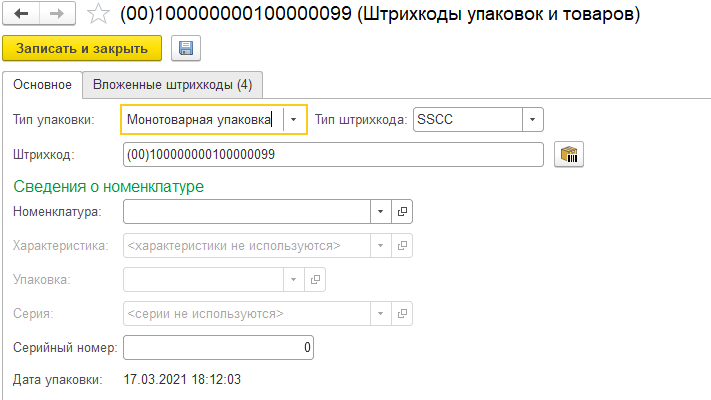 (00)100000000100000099 (Штрихкоды упаковок и товаров)
Записать и закрыть
Основное Вложенные штрихкоды (4)
Тип упаковки: Монотоварная упаковка Тип штрихкода: SSCC
Штрихкод: (00)100000000100000099
Сведения о номенклатуре
Номенклатура:
Характеристика: <характеристики не используются>
Упаковка:
Серия: <серии не используются>
Серийный номер: 0
Дата упаковки: 17.03.2021 18:12:03